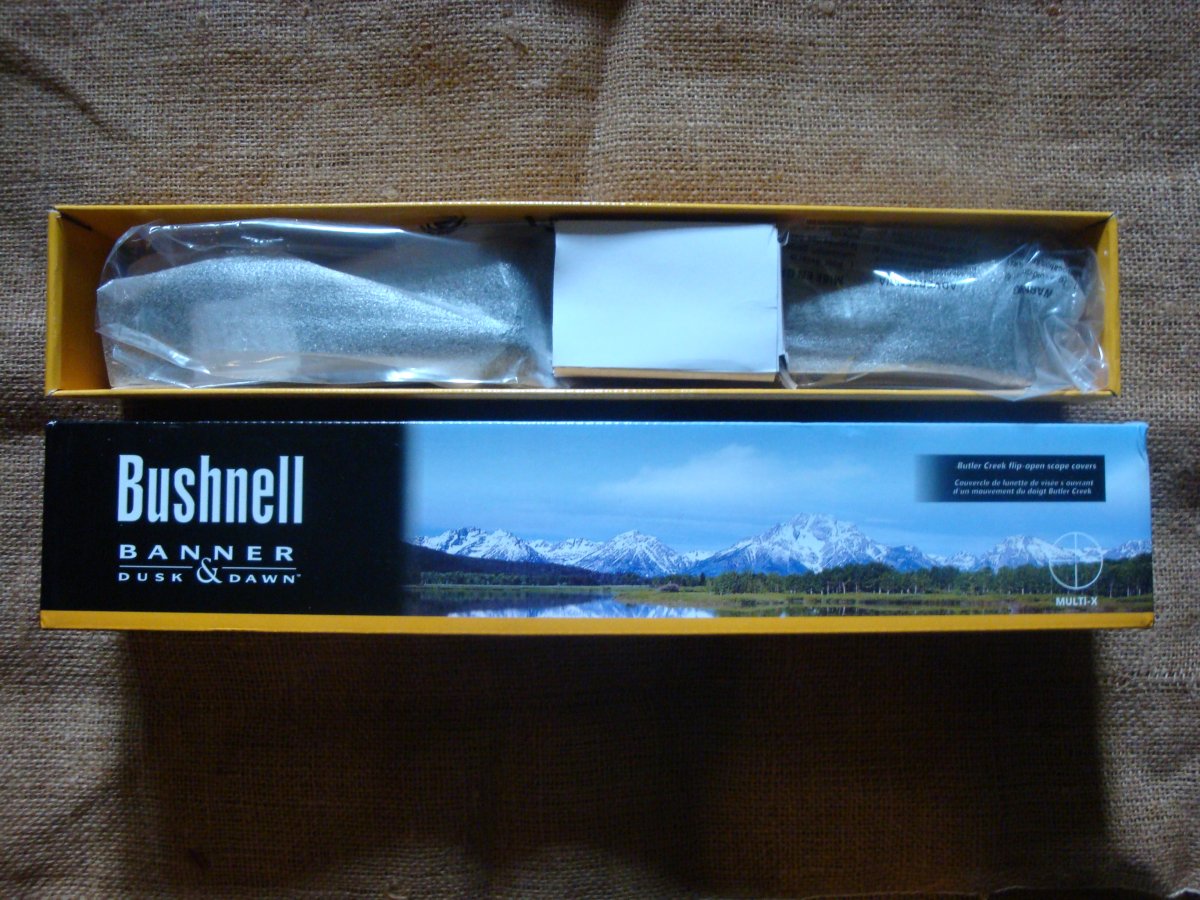 Bushnell
BANNER
DUSK & DAWN™
Butler Creek flip-open scope covers
Couvercle de lunette de visée s ouvrant
d'un mouvement du doigt Butler Creek
MULTI-X